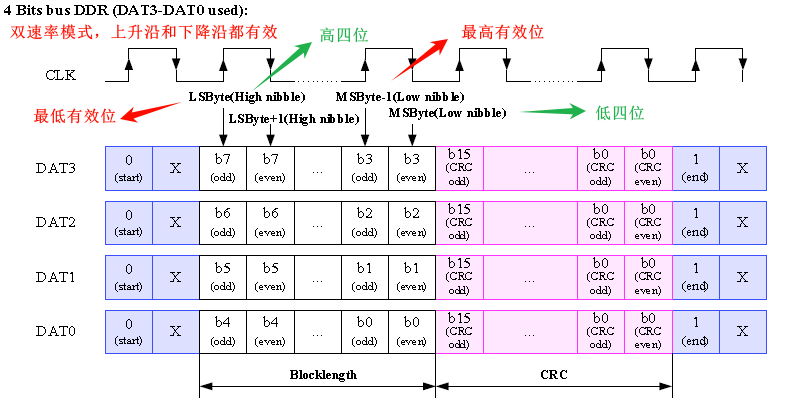 4 Bits bus DDR (DAT3-DAT0 used):
双速率模式，上升沿和下降沿都有效
高四位
最高有效位
CLK
LSByte(High nibble)
MSByte-1(Low nibble)
最低有效位
LSByte+1(High nibble)
MSByte(Low nibble)
低四位
DAT3
0 (start)
X
b7 (odd)
b7 (even)
...
b3 (odd)
b3 (even)
b15 (CRC odd)
...
b0 (CRC odd)
b0 (CRC even)
1 (end)
X
DAT2
0 (start)
X
b6 (odd)
b6 (even)
...
b2 (odd)
b2 (even)
b15 (CRC odd)
...
b0 (CRC odd)
b0 (CRC even)
1 (end)
X
DAT1
0 (start)
X
b5 (odd)
b5 (even)
...
b1 (odd)
b1 (even)
b15 (CRC odd)
...
b0 (CRC odd)
b0 (CRC even)
1 (end)
X
DAT0
0 (start)
X
b4 (odd)
b4 (even)
...
b0 (odd)
b0 (even)
b15 (CRC odd)
...
b0 (CRC odd)
b0 (CRC even)
1 (end)
X
Blocklength
CRC